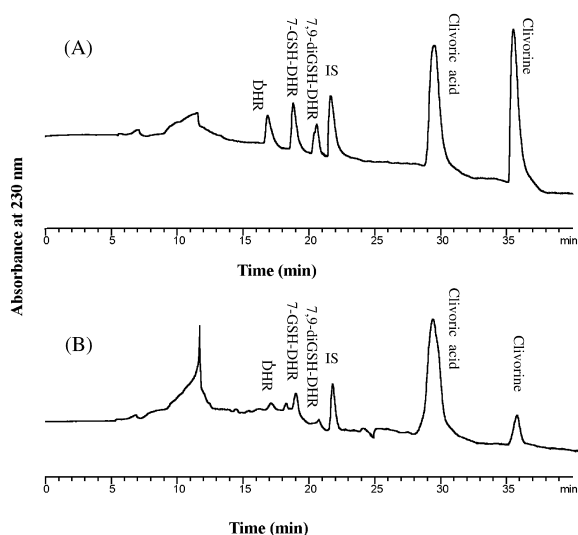 (A)
DHR
7-GSH-DHR
7,9-diGSH-DHR
IS
Clivoric acid
Clivorine
Absorbance at 230 nm
0 5 10 15 20 25 30 35 min
Time (min)
(B)
DHR
7-GSH-DHR
7,9-diGSH-DHR
IS
Clivoric acid
Clivorine
0 5 10 15 20 25 30 35 min
Time (min)